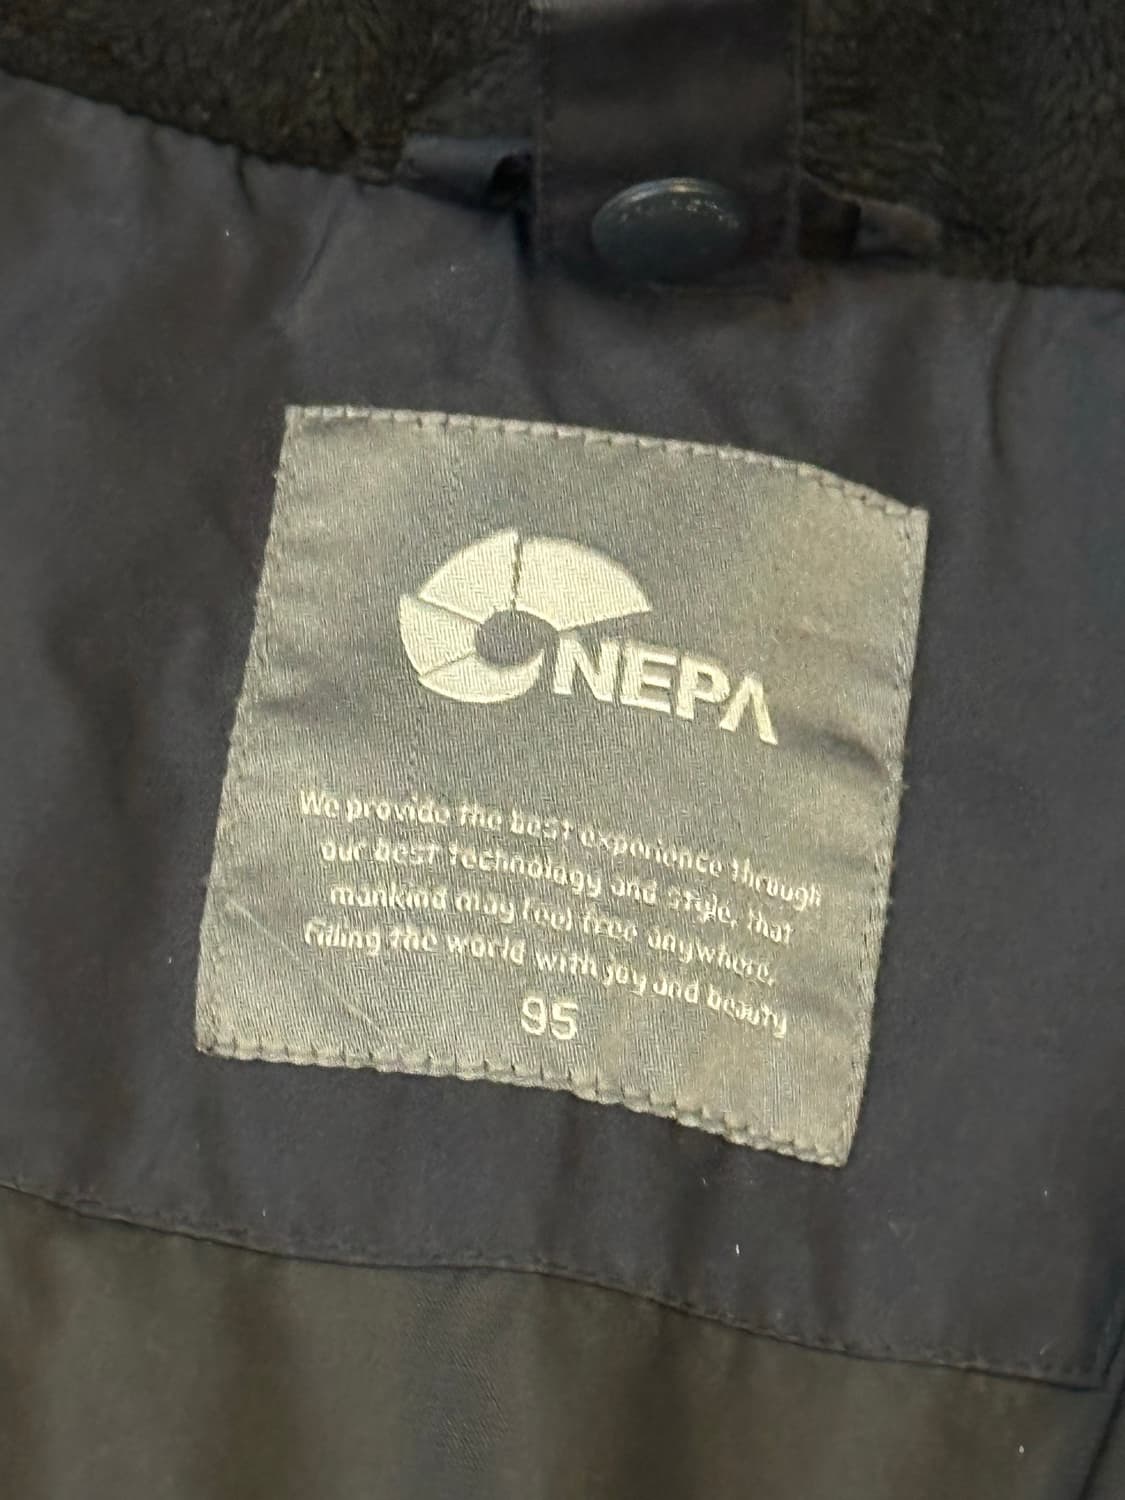 NEPA
We provide the best experience through
our best technology and style, that
mankind may feel free anywhere,
filling the world with joy and beauty
95